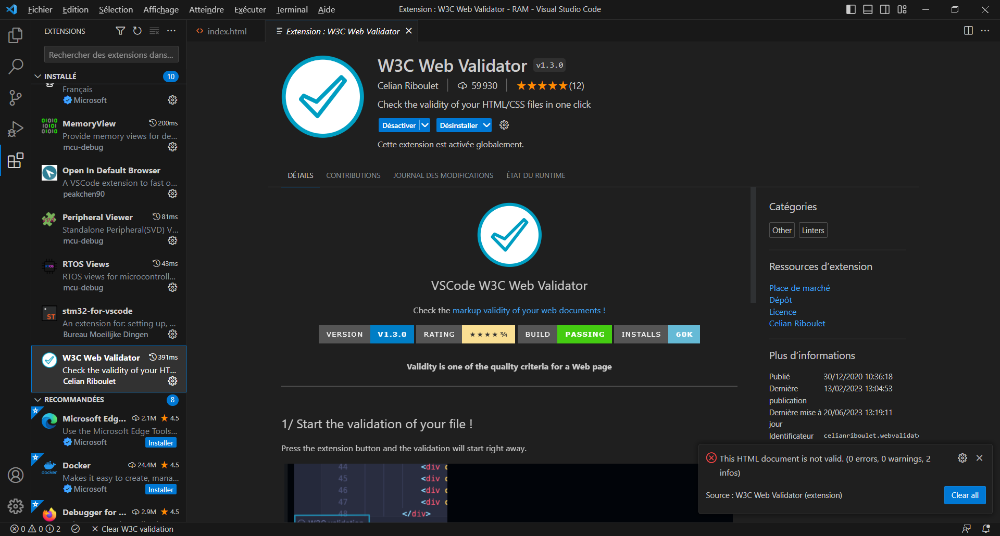 Fichier Edition Sélection Affichage Atteindre Exécuter Terminal Aide
Extension : W3C Web Validator - RAM - Visual Studio Code
EXTENSIONS
Rechercher des extensions dans...
INSTALLÉ 10
Français
Microsoft
MemoryView 200ms
Provide memory views for de...
mcu-debug
Open In Default Browser
A VSCode extension to fast o...
peakchen90
Peripheral Viewer 81ms
Standalone Peripheral(SVD) V...
mcu-debug
RTOS Views 43ms
RTOS views for microcontroll...
mcu-debug
stm32-for-vscode
An extension for: setting up, ...
Bureau Moeilijke Dingen
W3C Web Validator 391ms
Check the validity of your HT...
Celian Riboulet
RECOMMANDÉES 8
Microsoft Edg... 2.1M 4.5
Use the Microsoft Edge Tools...
Microsoft Installer
Docker 24.4M 4.5
Makes it easy to create, mana...
Microsoft Installer
Debugger for ... 2.9M 4.5
index.html
Extension : W3C Web Validator
W3C Web Validator v1.3.0
Celian Riboulet 59 930 ★★★★★(12)
Check the validity of your HTML/CSS files in one click
Désactiver Désinstaller
Cette extension est activée globalement.
DÉTAILS CONTRIBUTIONS JOURNAL DES MODIFICATIONS ÉTAT DU RUNTIME
VSCode W3C Web Validator
Check the markup validity of your web documents !
VERSION V1.3.0 RATING ★★★★¾ BUILD PASSING INSTALLS 60K
Validity is one of the quality criteria for a Web page
1/ Start the validation of your file !
Press the extension button and the validation will start right away.
44 <div c
45 <div c
46 <div c
47 <div c
48 </div>
W3C validation
Catégories
Other Linters
Ressources d’extension
Place de marché
Dépôt
Licence
Celian Riboulet
Plus d’informations
Publié 30/12/2020 10:36:18
Dernière 13/02/2023 13:04:53
publication
Dernière mise à 20/06/2023 13:19:11
jour
Identificateur celianriboulet.webvalidat
This HTML document is not valid. (0 errors, 0 warnings, 2
infos)
Source : W3C Web Validator (extension)
Clear all
0 0 2 Clear W3C validation